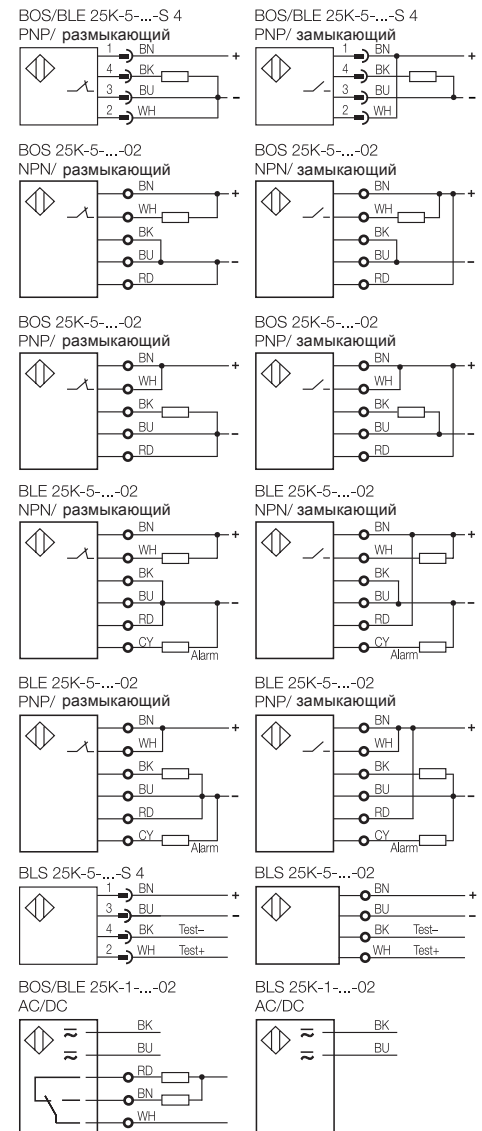 BOS/BLE 25K-5-...-S 4
PNP/ размыкающий
1 BN +
4 BK
3 BU -
2 WH
BOS/BLE 25K-5-...-S 4
PNP/ замыкающий
1 BN +
4 BK
3 BU -
2 WH
BOS 25K-5-...-02
NPN/ размыкающий
BN +
WH
BK
BU -
RD
BOS 25K-5-...-02
NPN/ замыкающий
BN +
WH
BK
BU -
RD
BOS 25K-5-...-02
PNP/ размыкающий
BN +
WH
BK
BU -
RD
BOS 25K-5-...-02
PNP/ замыкающий
BN +
WH
BK
BU -
RD
BLE 25K-5-...-02
NPN/ размыкающий
BN +
WH
BK
BU -
RD
CY
Alarm
BLE 25K-5-...-02
NPN/ замыкающий
BN +
WH
BK
BU -
RD
CY
Alarm
BLE 25K-5-...-02
PNP/ размыкающий
BN +
WH
BK
BU -
RD
CY
Alarm
BLE 25K-5-...-02
PNP/ замыкающий
BN +
WH
BK
BU -
RD
CY
Alarm
BLS 25K-5-...-S 4
1 BN +
3 BU -
4 BK Test–
2 WH Test+
BLS 25K-5-...-02
BN +
BU -
BK Test–
WH Test+
BOS/BLE 25K-1-...-02
AC/DC
BK
BU
RD
BN
WH
BLS 25K-1-...-02
AC/DC
BK
BU